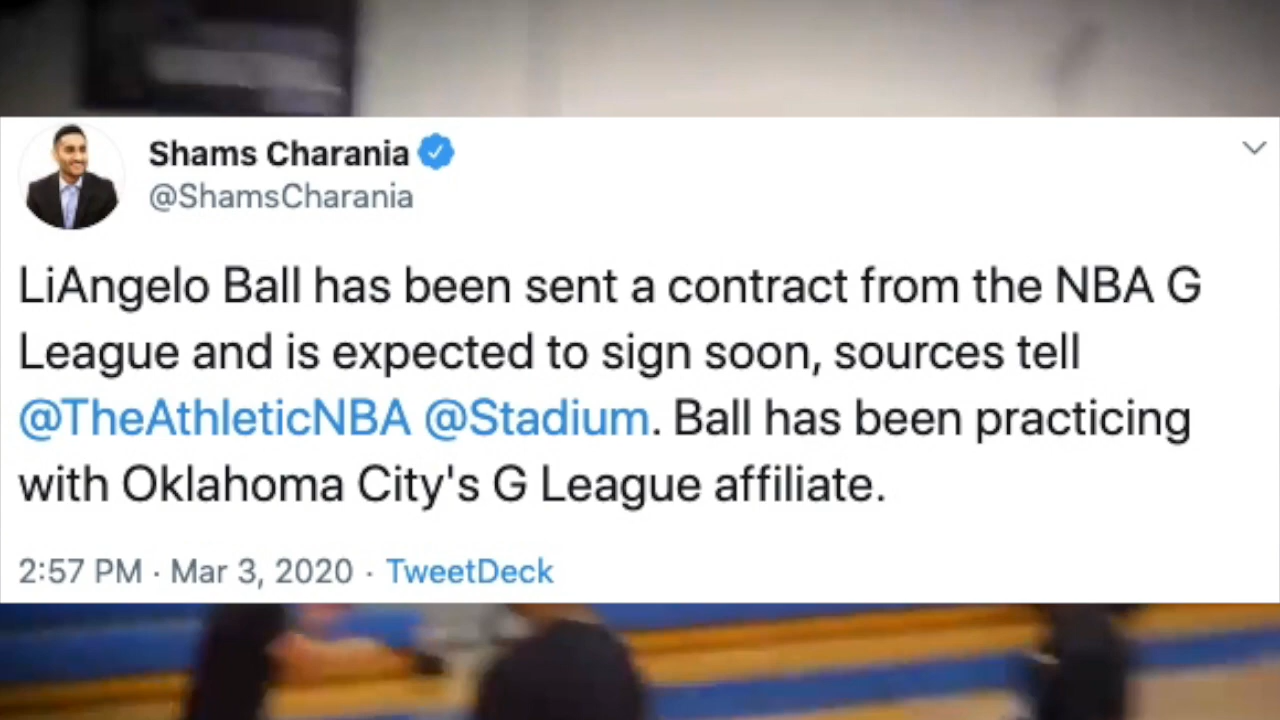 Shams Charania
@ShamsCharania
LiAngelo Ball has been sent a contract from the NBA G
League and is expected to sign soon, sources tell
@TheAthleticNBA @Stadium. Ball has been practicing
with Oklahoma City's G League affiliate.
2:57 PM · Mar 3, 2020 · TweetDeck